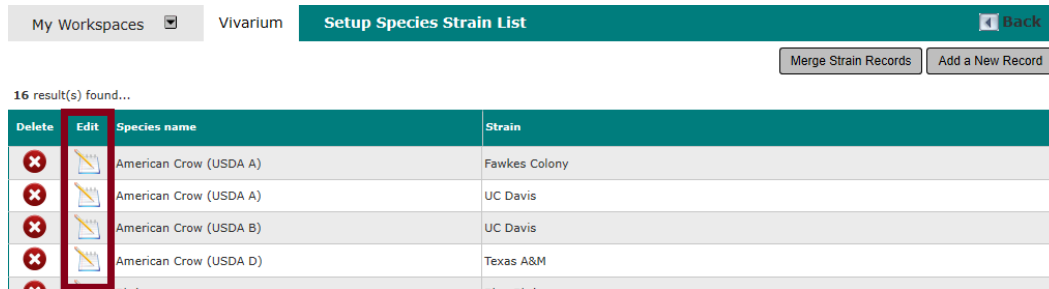 My Workspaces Vivarium Setup Species Strain List Back
Merge Strain Records Add a New Record
16 result(s) found...
Delete Edit Species name Strain
American Crow (USDA A) Fawkes Colony
American Crow (USDA A) UC Davis
American Crow (USDA B) UC Davis
American Crow (USDA D) Texas A&M